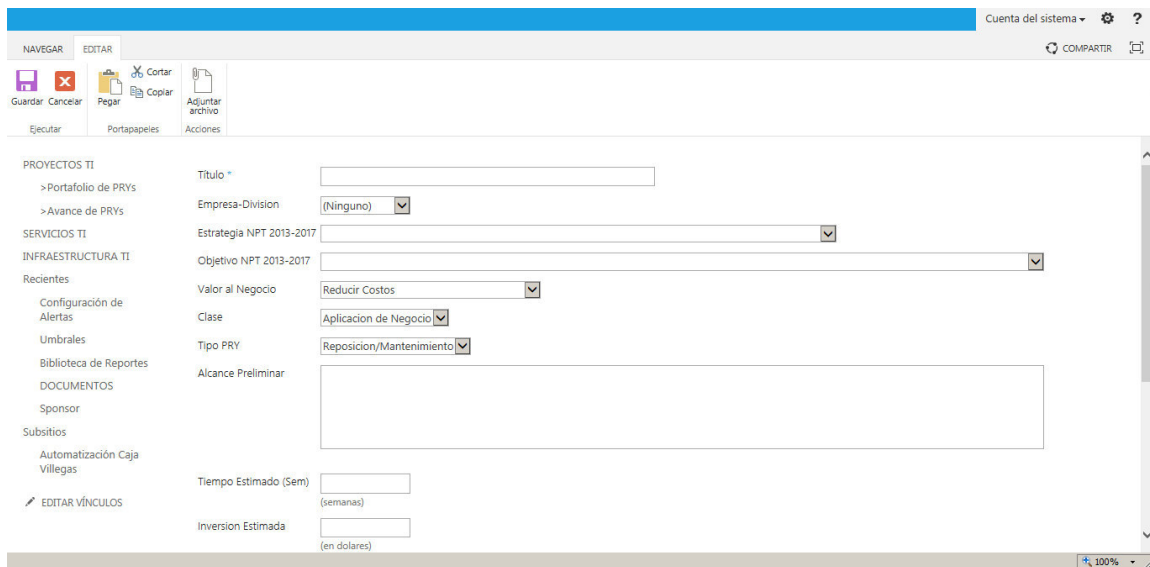 Cuenta del sistema
?
NAVEGAR EDITAR
COMPARTIR
Cortar
Copiar
Guardar Cancelar Pegar Adjuntar archivo
Ejecutar Portapapeles Acciones
PROYECTOS TI
>Portafolio de PRYs
>Avance de PRYs
SERVICIOS TI
INFRAESTRUCTURA TI
Recientes
Configuración de
Alertas
Umbrales
Biblioteca de Reportes
DOCUMENTOS
Sponsor
Subsitios
Automatización Caja
Villegas
EDITAR VÍNCULOS
Título *
Empresa-Division (Ninguno)
Estrategia NPT 2013-2017
Objetivo NPT 2013-2017
Valor al Negocio Reducir Costos
Clase Aplicacion de Negocio
Tipo PRY Reposicion/Mantenimiento
Alcance Preliminar
Tiempo Estimado (Sem)
(semanas)
Inversion Estimada
(en dolares)
100%